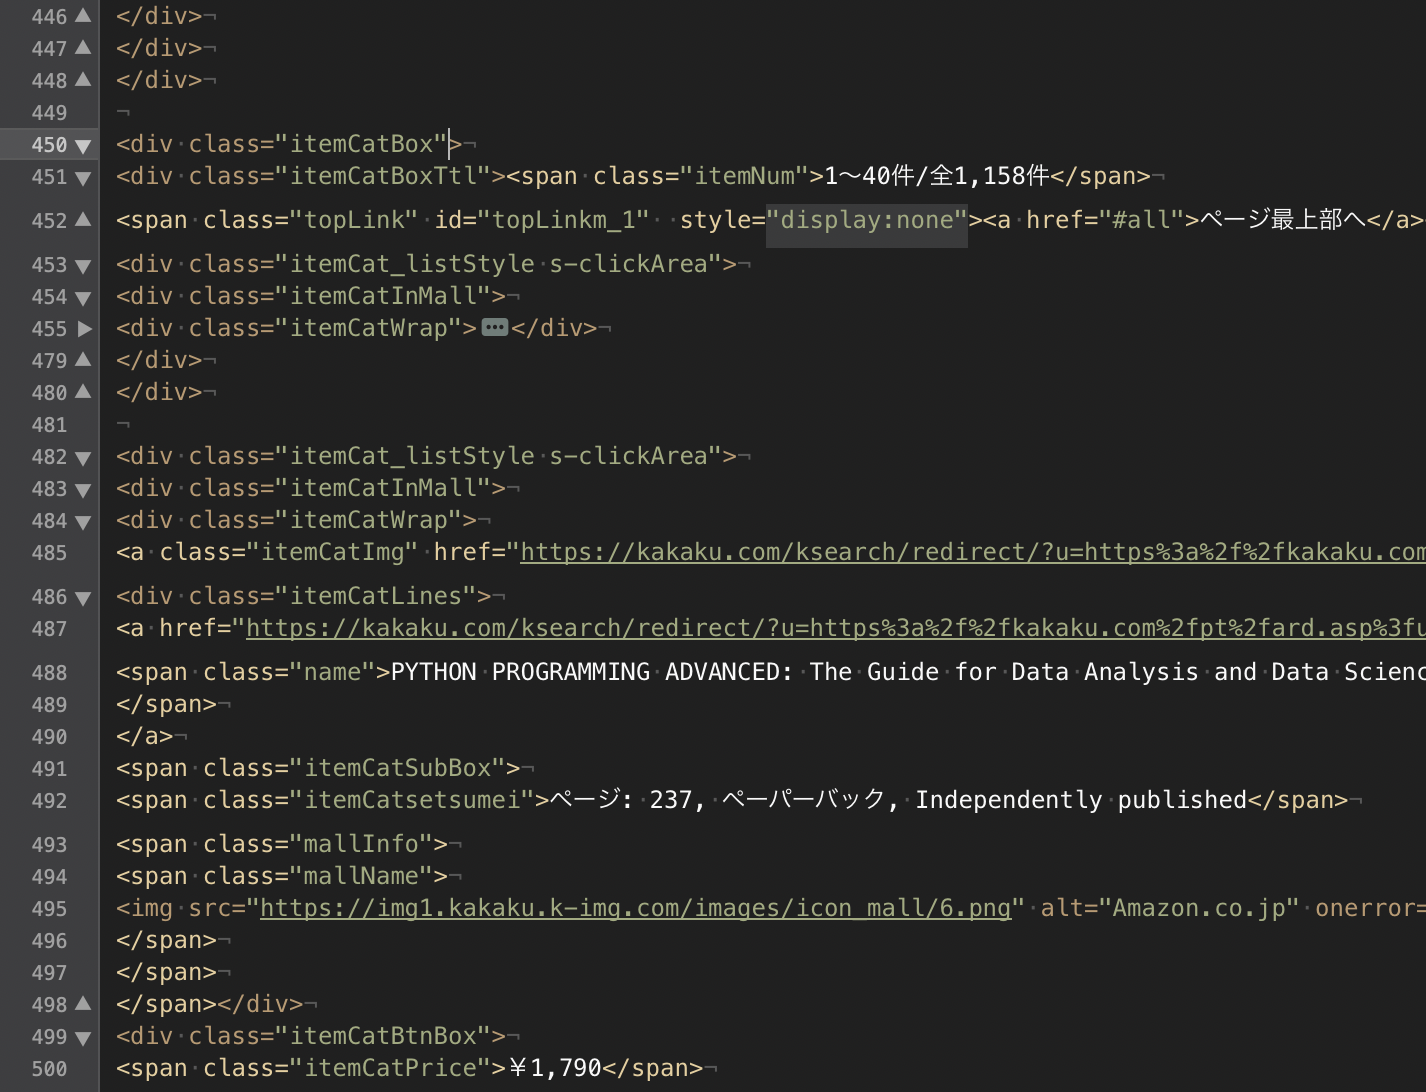 446 </div>
447 </div>
448 </div>
449
450 <div class="itemCatBox">
451 <div class="itemCatBoxTtl"><span class="itemNum">1〜40件/全1,158件</span>
452 <span class="topLink" id="topLinkm_1"  style="display:none"><a href="#all">ページ最上部へ</a>
453 <div class="itemCat_listStyle s-clickArea">
454 <div class="itemCatInMall">
455 <div class="itemCatWrap">•••</div>
479 </div>
480 </div>
481
482 <div class="itemCat_listStyle s-clickArea">
483 <div class="itemCatInMall">
484 <div class="itemCatWrap">
485 <a class="itemCatImg" href="https://kakaku.com/ksearch/redirect/?u=https%3a%2f%2fkakaku.com
486 <div class="itemCatLines">
487 <a href="https://kakaku.com/ksearch/redirect/?u=https%3a%2f%2fkakaku.com%2fpt%2fard.asp%3fu
488 <span class="name">PYTHON PROGRAMMING ADVANCED: The Guide for Data Analysis and Data Scienc
489 </span>
490 </a>
491 <span class="itemCatSubBox">
492 <span class="itemCatsetsumei">ページ: 237, ペーパーバック, Independently published</span>
493 <span class="mallInfo">
494 <span class="mallName">
495 <img src="https://img1.kakaku.k-img.com/images/icon_mall/6.png" alt="Amazon.co.jp" onerror=
496 </span>
497 </span>
498 </span></div>
499 <div class="itemCatBtnBox">
500 <span class="itemCatPrice">¥1,790</span>